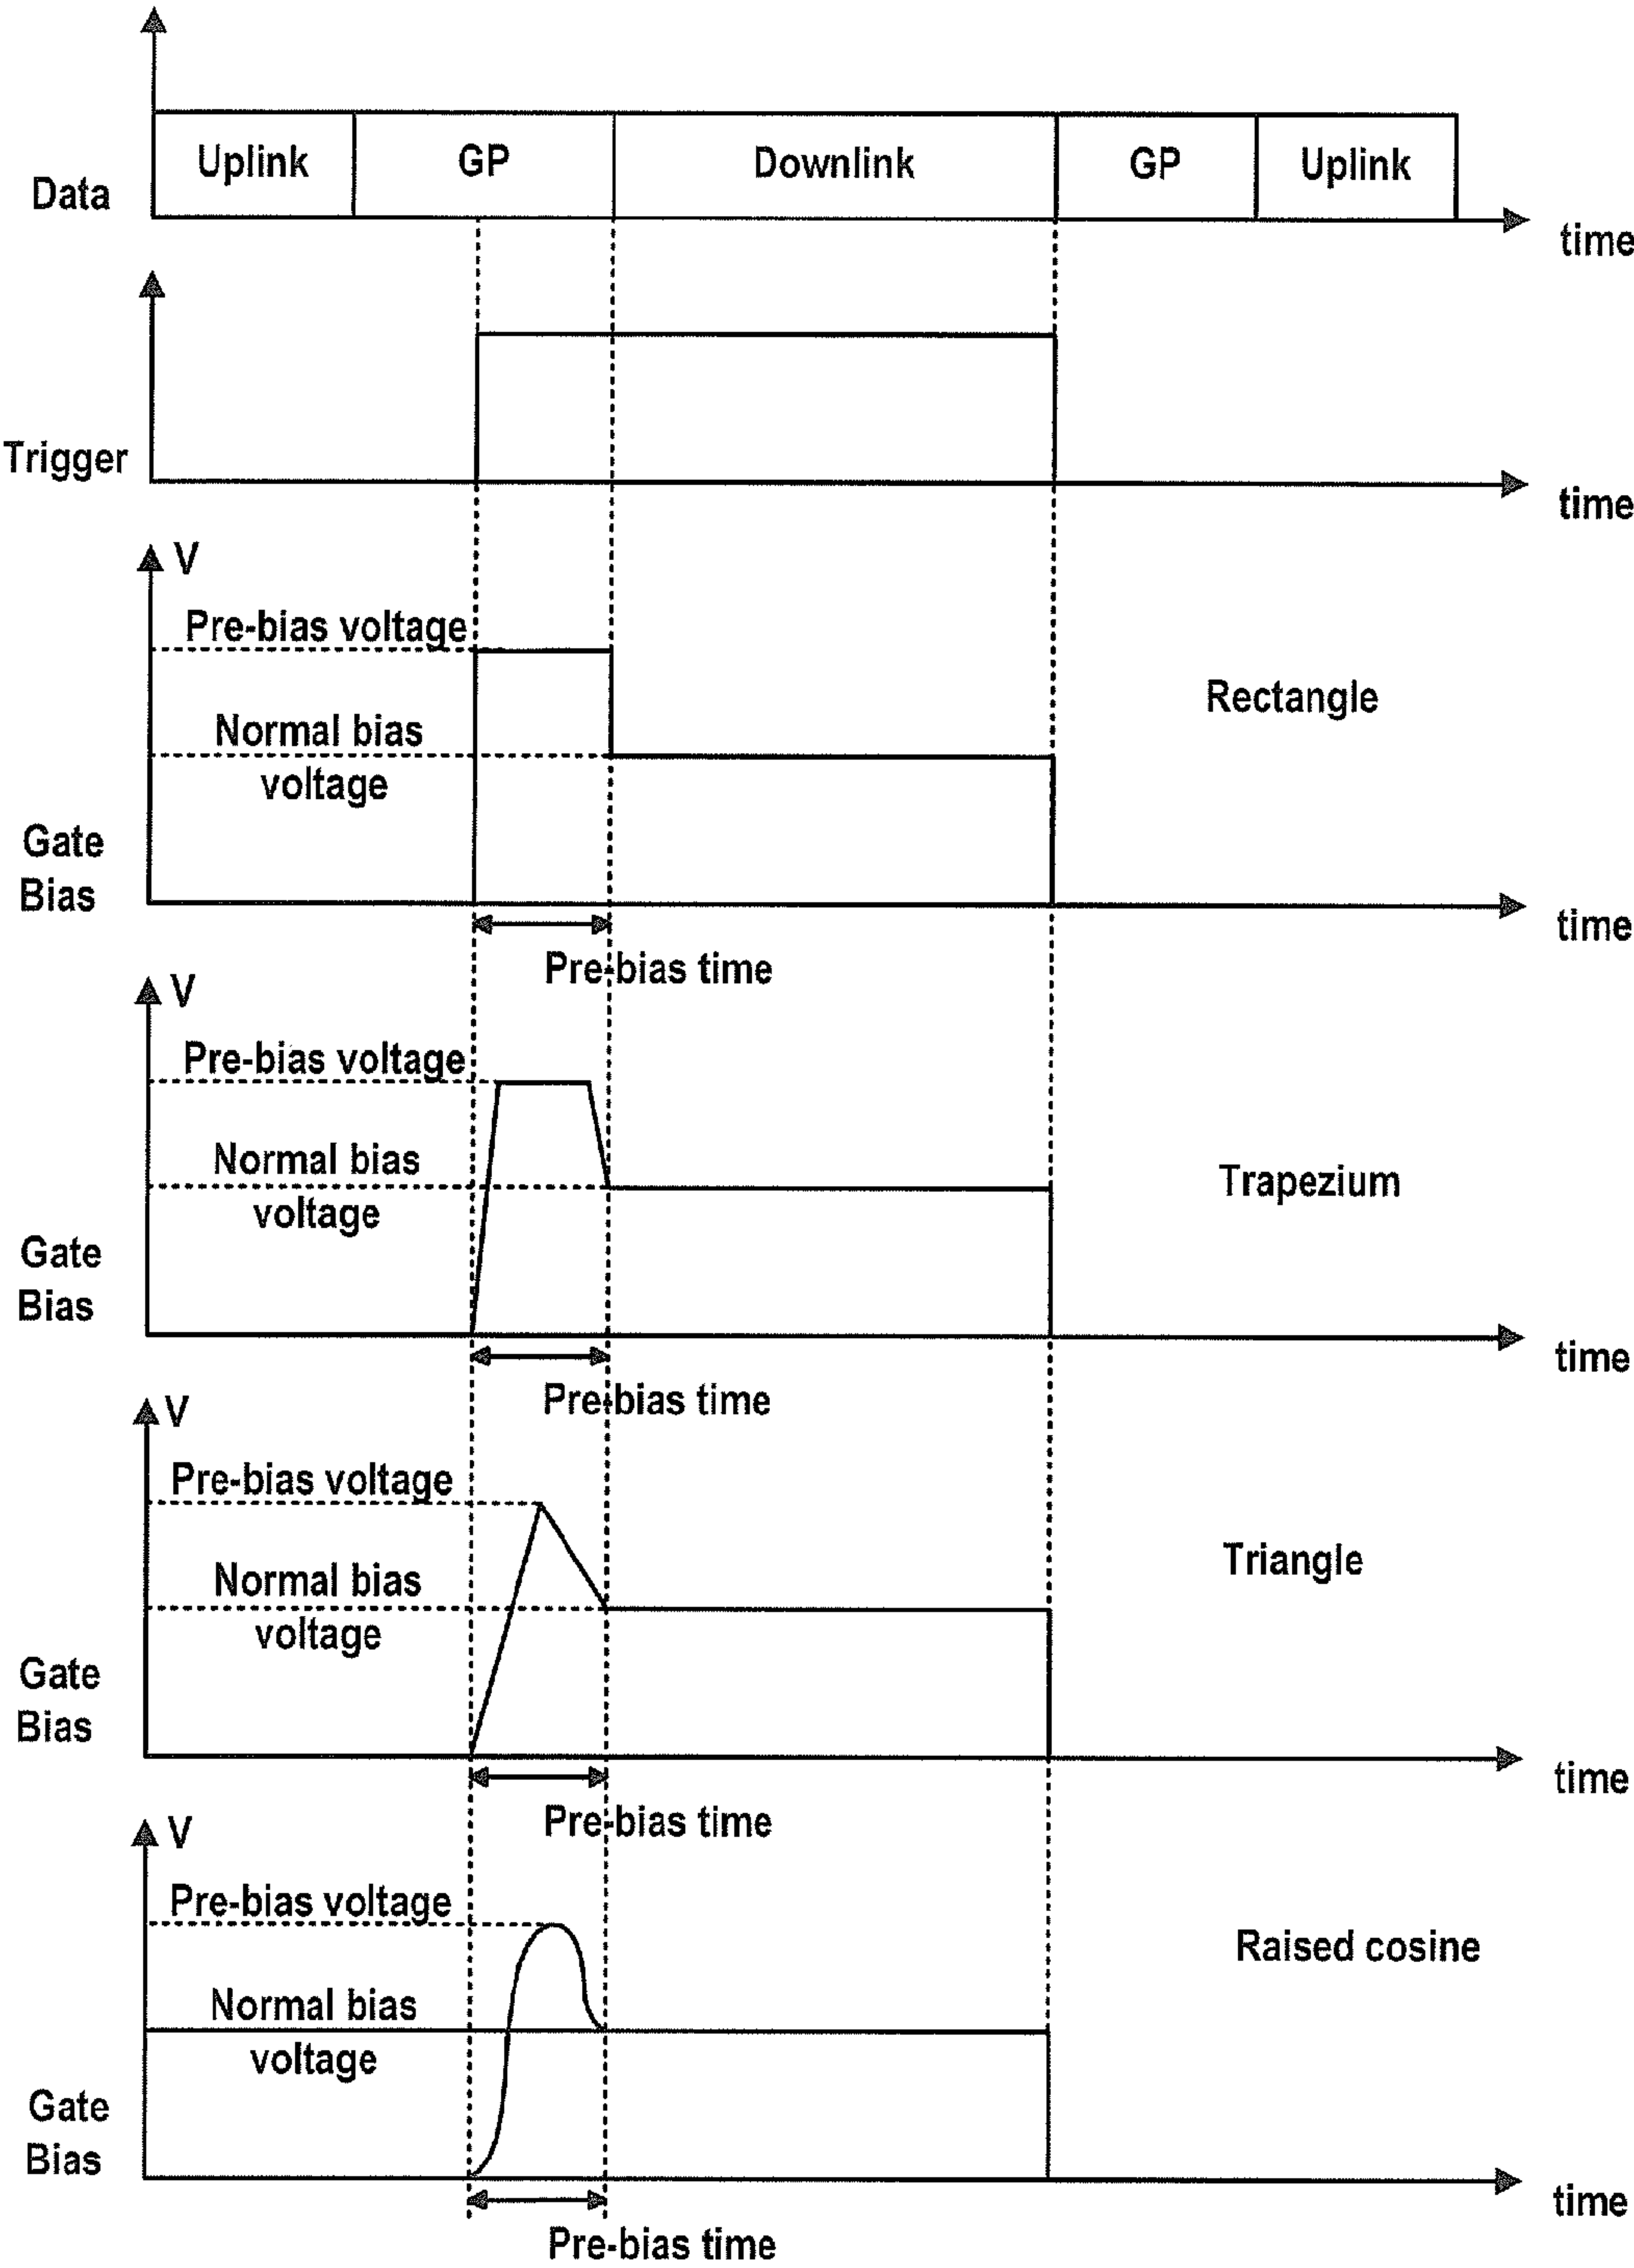 Uplink GP Downlink GP Uplink
Data
time
Trigger
time
V
Pre-bias voltage
Rectangle
Normal bias
voltage
Gate
Bias
time
Pre-bias time
V
Pre-bias voltage
Normal bias
Trapezium
voltage
Gate
Bias
time
Pre-bias time
V
Pre-bias voltage
Triangle
Normal bias
voltage
Gate
Bias
time
Pre-bias time
V
Pre-bias voltage
Raised cosine
Normal bias
voltage
Gate
Bias
time
Pre-bias time